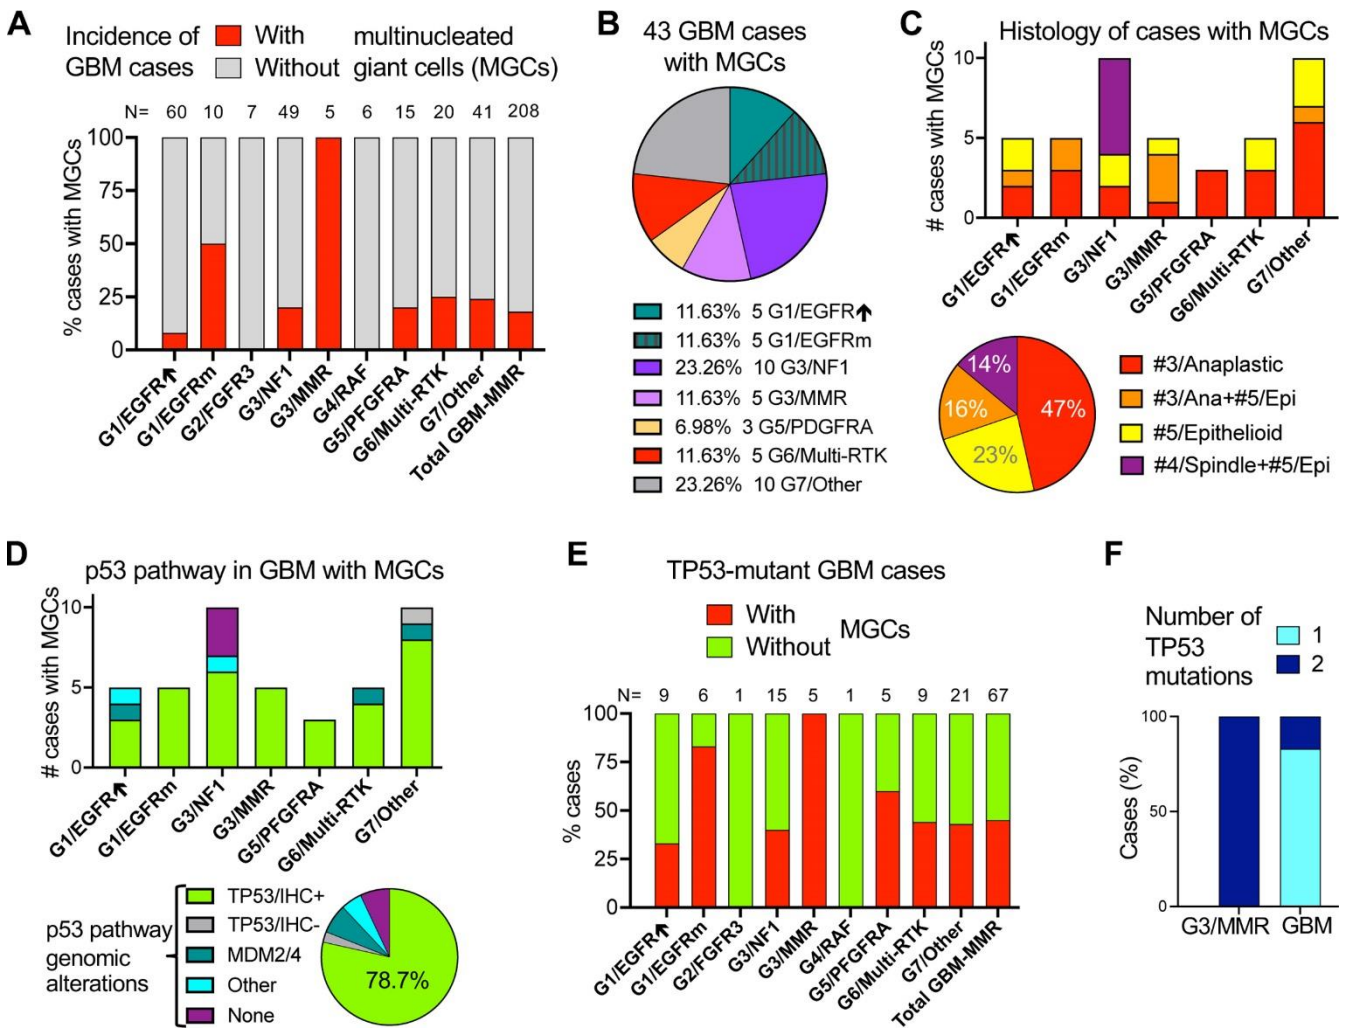 A
Incidence of With multinucleated
GBM cases Without giant cells (MGCs)
N= 60 10 7 49 5 6 15 20 41 208
% cases with MGCs
100
75
50
25
0
G1/EGFR↑
G1/EGFRm
G2/FGFR3
G3/NF1
G3/MMR
G4/RAF
G5/PFGFRA
G6/Multi-RTK
G7/Other
Total GBM-MMR
B
43 GBM cases
with MGCs
11.63% 5 G1/EGFR↑
11.63% 5 G1/EGFRm
23.26% 10 G3/NF1
11.63% 5 G3/MMR
6.98% 3 G5/PDGFRA
11.63% 5 G6/Multi-RTK
23.26% 10 G7/Other
C
Histology of cases with MGCs
# cases with MGCs
10
5
0
G1/EGFR↑
G1/EGFRm
G3/NF1
G3/MMR
G5/PFGFRA
G6/Multi-RTK
G7/Other
14%
16%
47%
23%
#3/Anaplastic
#3/Ana+#5/Epi
#5/Epithelioid
#4/Spindle+#5/Epi
D
p53 pathway in GBM with MGCs
# cases with MGCs
10
5
0
G1/EGFR↑
G1/EGFRm
G3/NF1
G3/MMR
G5/PFGFRA
G6/Multi-RTK
G7/Other
p53 pathway
genomic
alterations
TP53/IHC+
TP53/IHC-
MDM2/4
Other
None
78.7%
E
TP53-mutant GBM cases
With
Without
MGCs
N= 9 6 1 15 5 1 5 9 21 67
% cases
100
75
50
25
0
G1/EGFR↑
G1/EGFRm
G2/FGFR3
G3/NF1
G3/MMR
G4/RAF
G5/PFGFRA
G6/Multi-RTK
G7/Other
Total GBM-MMR
F
Number of
TP53
mutations
1
2
Cases (%)
100
50
0
G3/MMR GBM